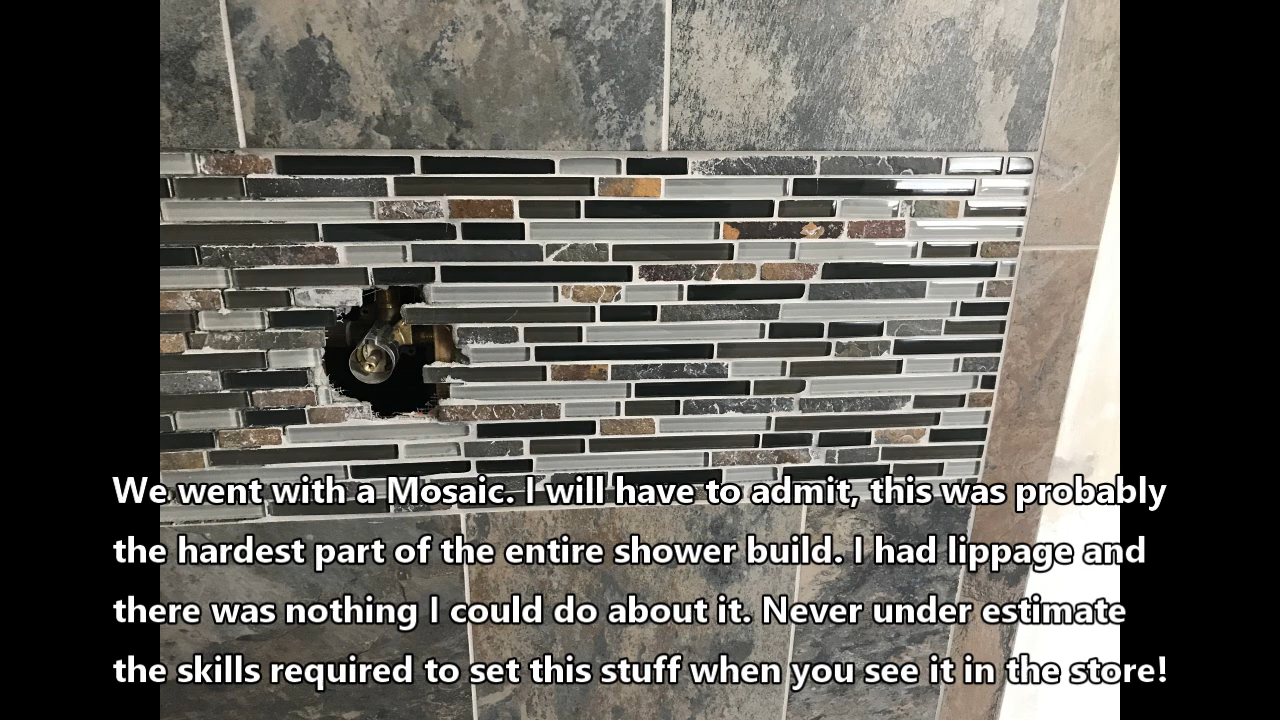 We went with a Mosaic. I will have to admit, this was probably
the hardest part of the entire shower build. I had lippage and
there was nothing I could do about it. Never under estimate
the skills required to set this stuff when you see it in the store!